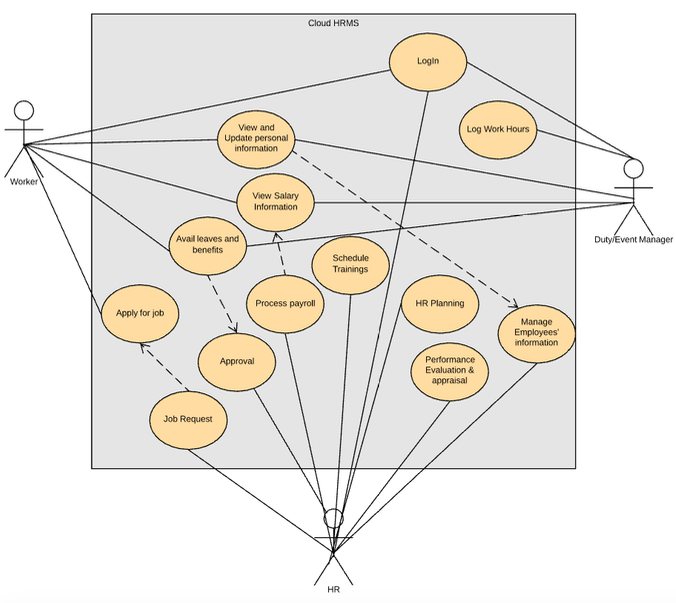 Cloud HRMS
LogIn
Log Work Hours
View and
Update personal
information
Worker
View Salary
Information
Duty/Event Manager
Avail leaves and
benefits
Schedule
Trainings
Apply for job
Process payroll
HR Planning
Manage
Employees'
information
Approval
Performance
Evaluation &
appraisal
Job Request
HR